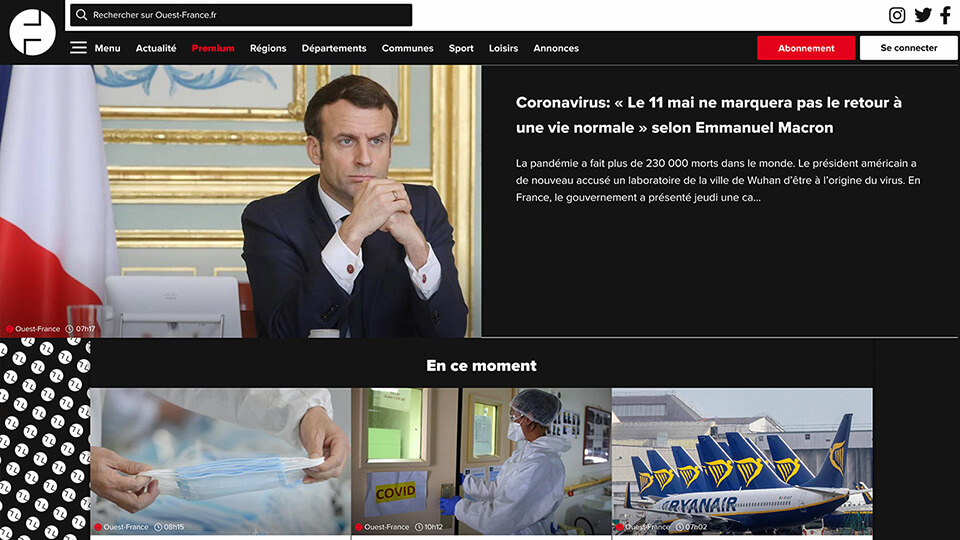 Rechercher sur Ouest-France.fr
Menu Actualité Premium Régions Départements Communes Sport Loisirs Annonces Abonnement Se connecter
Coronavirus: « Le 11 mai ne marquera pas le retour à
une vie normale » selon Emmanuel Macron
La pandémie a fait plus de 230 000 morts dans le monde. Le président américain a
de nouveau accusé un laboratoire de la ville de Wuhan d’être à l’origine du virus. En
France, le gouvernement a présenté jeudi une ca...
Ouest-France 07h17
En ce moment
COVID
RYANAIR
Ouest-France 08h15
Ouest-France 10h12
Ouest-France 07h02